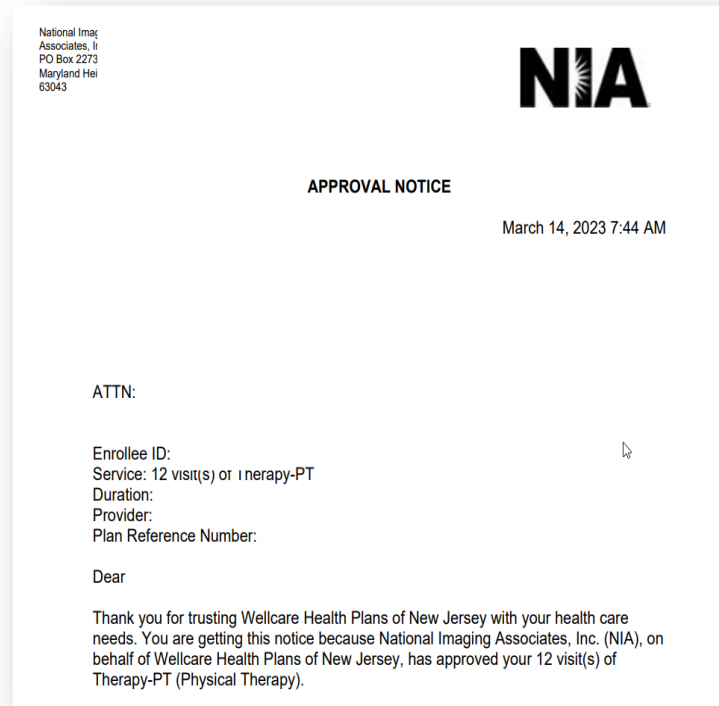 National Imag
Associates, Ir
PO Box 2273
Maryland Hei
63043
NIA
APPROVAL NOTICE
March 14, 2023 7:44 AM
ATTN:
Enrollee ID:
Service: 12 visit(s) of Therapy-PT
Duration:
Provider:
Plan Reference Number:
Dear
Thank you for trusting Wellcare Health Plans of New Jersey with your health care
needs. You are getting this notice because National Imaging Associates, Inc. (NIA), on
behalf of Wellcare Health Plans of New Jersey, has approved your 12 visit(s) of
Therapy-PT (Physical Therapy).